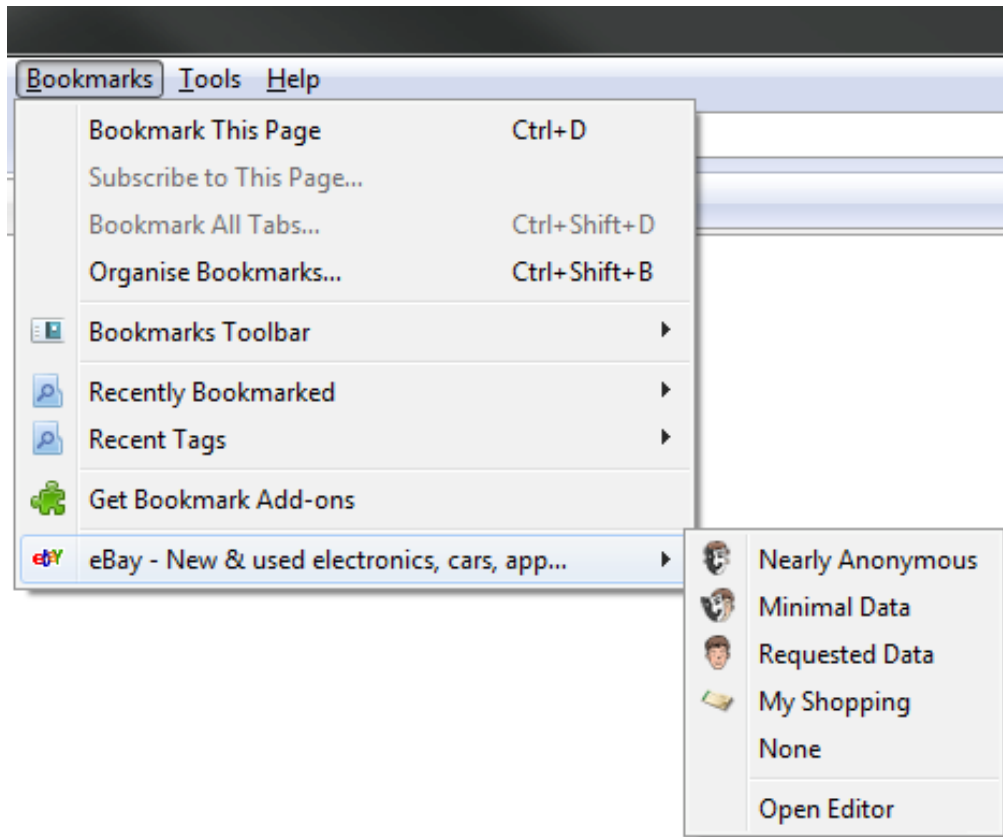 Bookmarks Tools Help
Bookmark This Page Ctrl+D
Subscribe to This Page...
Bookmark All Tabs... Ctrl+Shift+D
Organise Bookmarks... Ctrl+Shift+B
Bookmarks Toolbar
Recently Bookmarked
Recent Tags
Get Bookmark Add-ons
ebay eBay - New & used electronics, cars, app...
Nearly Anonymous
Minimal Data
Requested Data
My Shopping
None
Open Editor